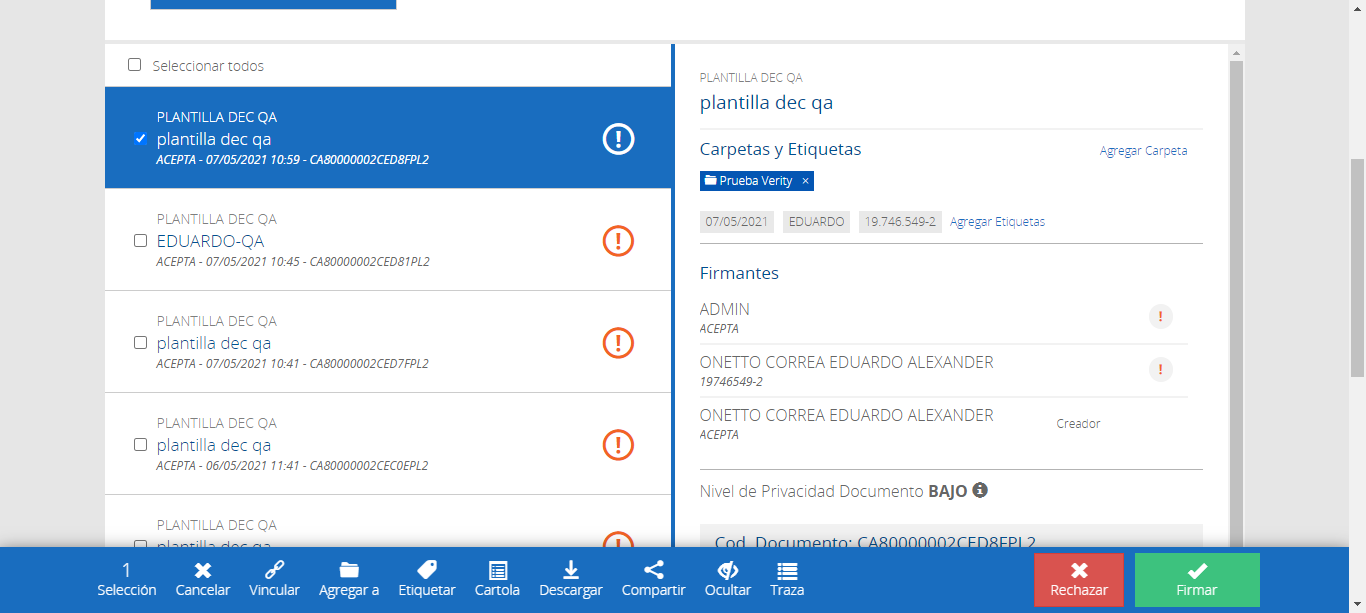 Seleccionar todos
PLANTILLA DEC QA
plantilla dec qa
ACEPTA - 07/05/2021 10:59 - CA80000002CED8FPL2
PLANTILLA DEC QA
EDUARDO-QA
ACEPTA - 07/05/2021 10:45 - CA80000002CED81PL2
PLANTILLA DEC QA
plantilla dec qa
ACEPTA - 07/05/2021 10:41 - CA80000002CED7FPL2
PLANTILLA DEC QA
plantilla dec qa
ACEPTA - 06/05/2021 11:41 - CA80000002CEC0EPL2
PLANTILLA DEC QA
plantilla dec qa
PLANTILLA DEC QA
plantilla dec qa
Carpetas y Etiquetas Agregar Carpeta
Prueba Verity ×
07/05/2021 EDUARDO 19.746.549-2 Agregar Etiquetas
Firmantes
ADMIN
ACEPTA
ONETTO CORREA EDUARDO ALEXANDER
19746549-2
ONETTO CORREA EDUARDO ALEXANDER
ACEPTA
Creador
Nivel de Privacidad Documento BAJO
Cod. Documento: CA80000002CED8FPL2
1
Selección Cancelar Vincular Agregar a Etiquetar Cartola Descargar Compartir Ocultar Traza Rechazar Firmar